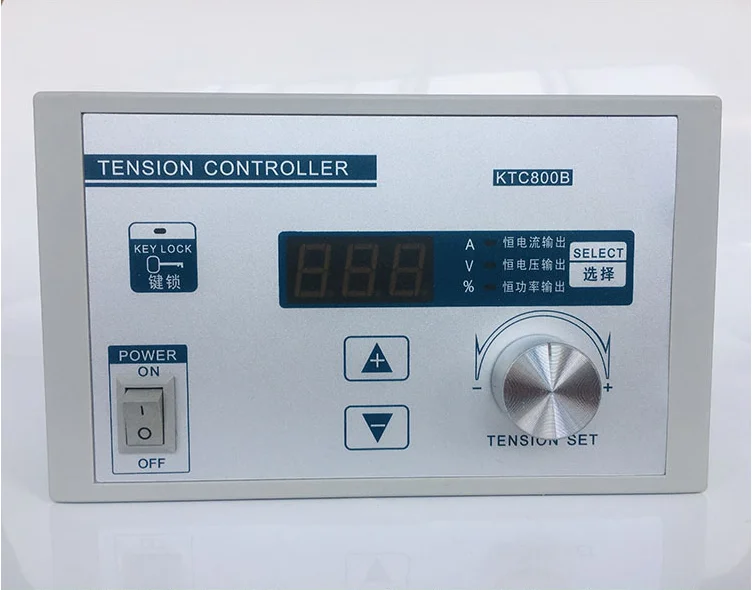 TENSION CONTROLLER
KTC800B
KEY LOCK
键锁
A 恒电流输出
V 恒电压输出
% 恒功率输出
SELECT
选择
POWER
ON
I
O
OFF
+
−
− +
TENSION SET